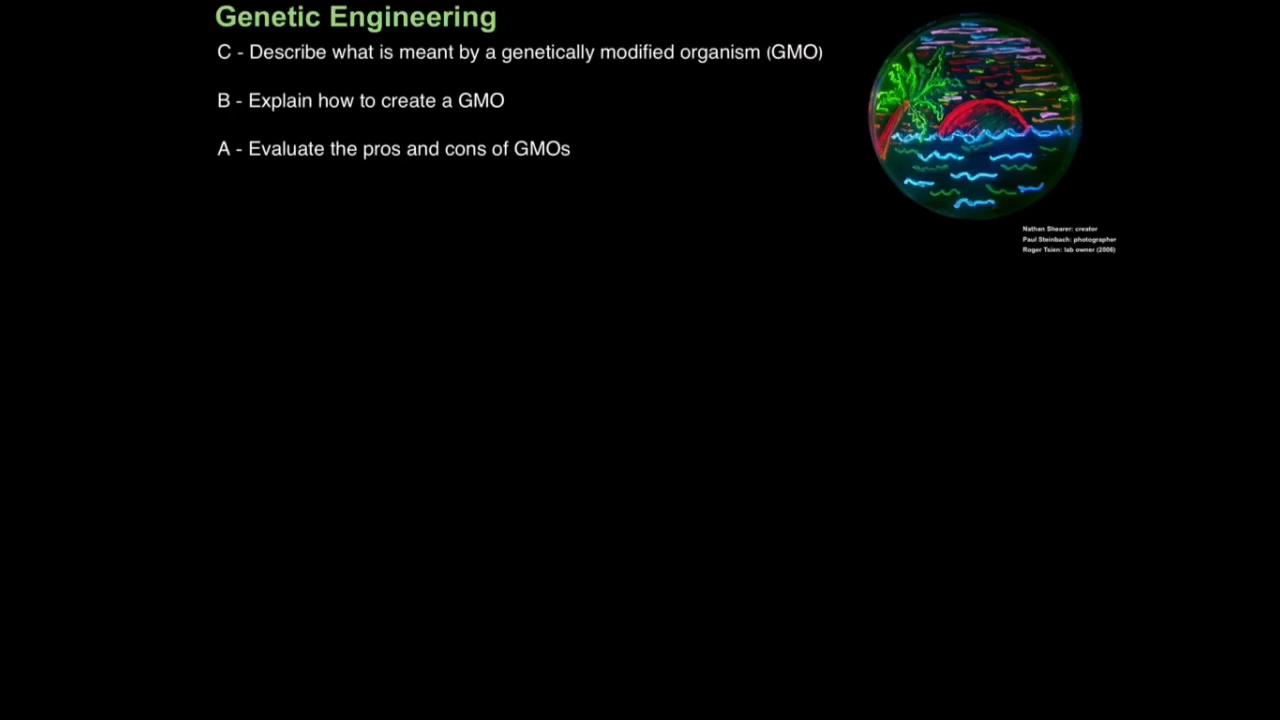 Genetic Engineering
C - Describe what is meant by a genetically modified organism (GMO)
B - Explain how to create a GMO
A - Evaluate the pros and cons of GMOs
Nathan Shearer: creator
Paul Steinbach: photographer
Roger Tsien: lab owner (2006)